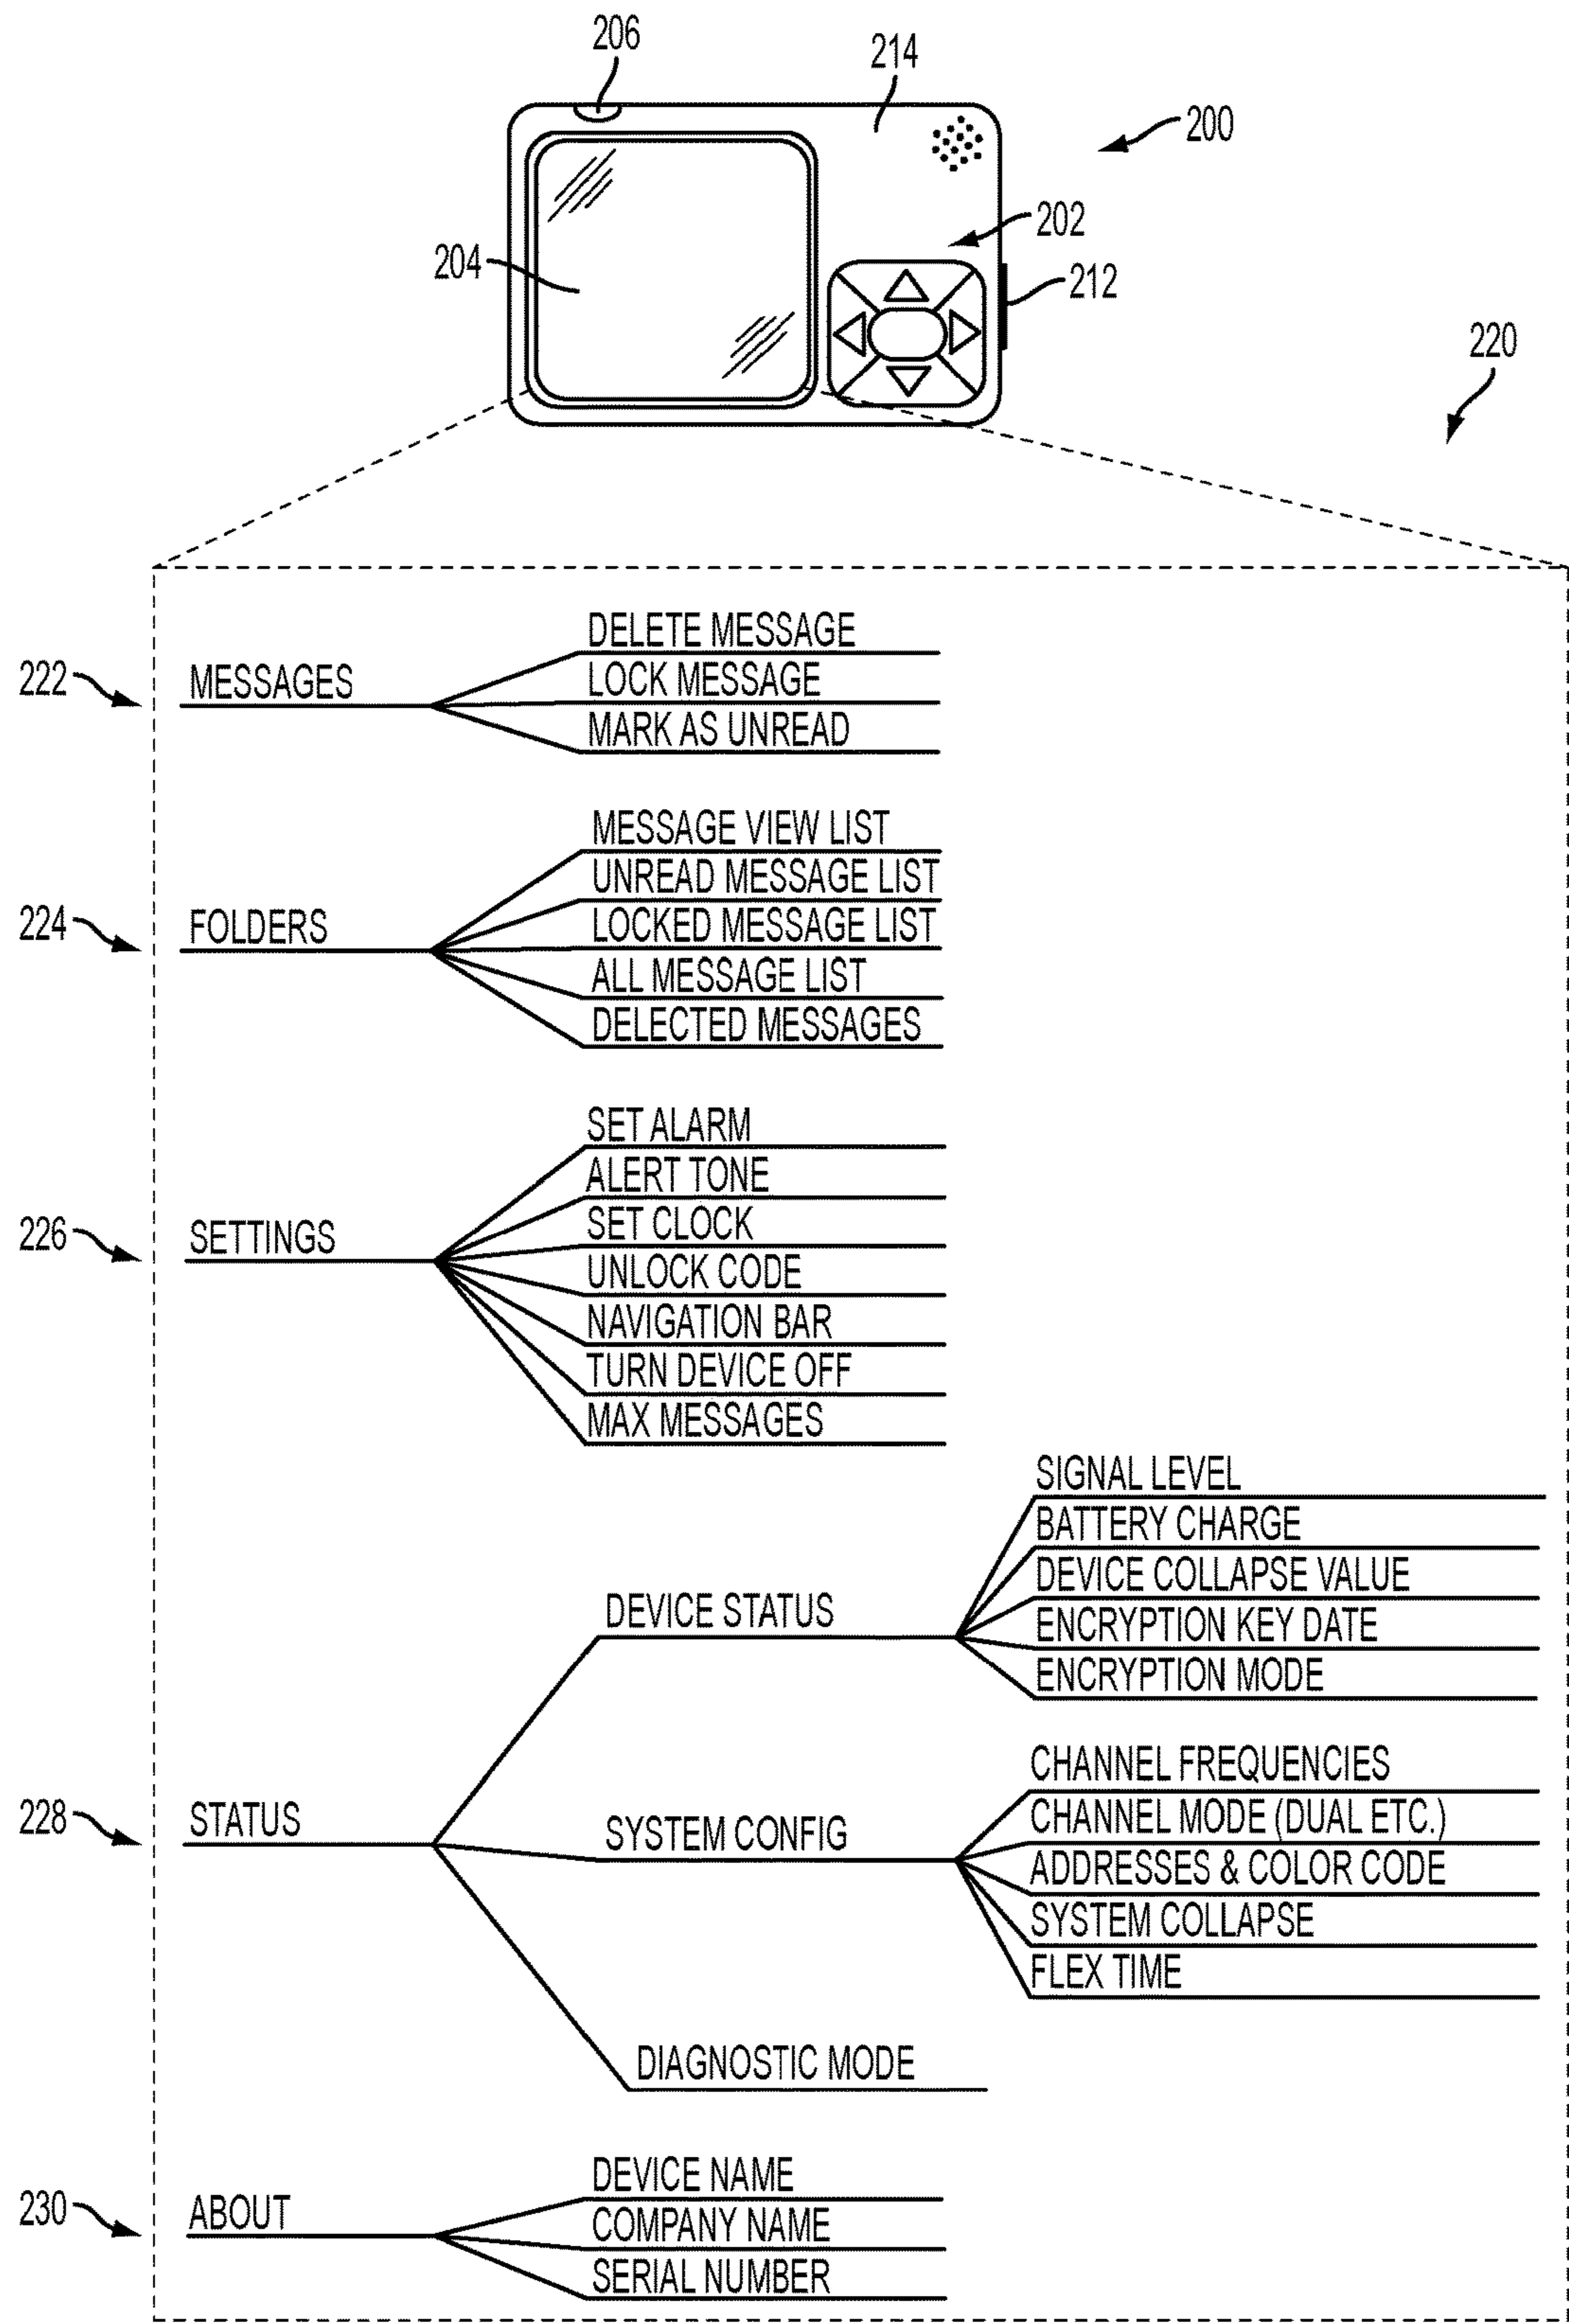 206
214
200
202
204
212
220
DELETE MESSAGE
222
MESSAGES
LOCK MESSAGE
MARK AS UNREAD
MESSAGE VIEW LIST
UNREAD MESSAGE LIST
224
FOLDERS
LOCKED MESSAGE LIST
ALL MESSAGE LIST
DELECTED MESSAGES
SET ALARM
ALERT TONE
226
SETTINGS
SET CLOCK
UNLOCK CODE
NAVIGATION BAR
TURN DEVICE OFF
MAX MESSAGES
SIGNAL LEVEL
BATTERY CHARGE
DEVICE COLLAPSE VALUE
DEVICE STATUS
ENCRYPTION KEY DATE
ENCRYPTION MODE
CHANNEL FREQUENCIES
228
STATUS
SYSTEM CONFIG
CHANNEL MODE (DUAL ETC.)
ADDRESSES & COLOR CODE
SYSTEM COLLAPSE
FLEX TIME
DIAGNOSTIC MODE
DEVICE NAME
230
ABOUT
COMPANY NAME
SERIAL NUMBER